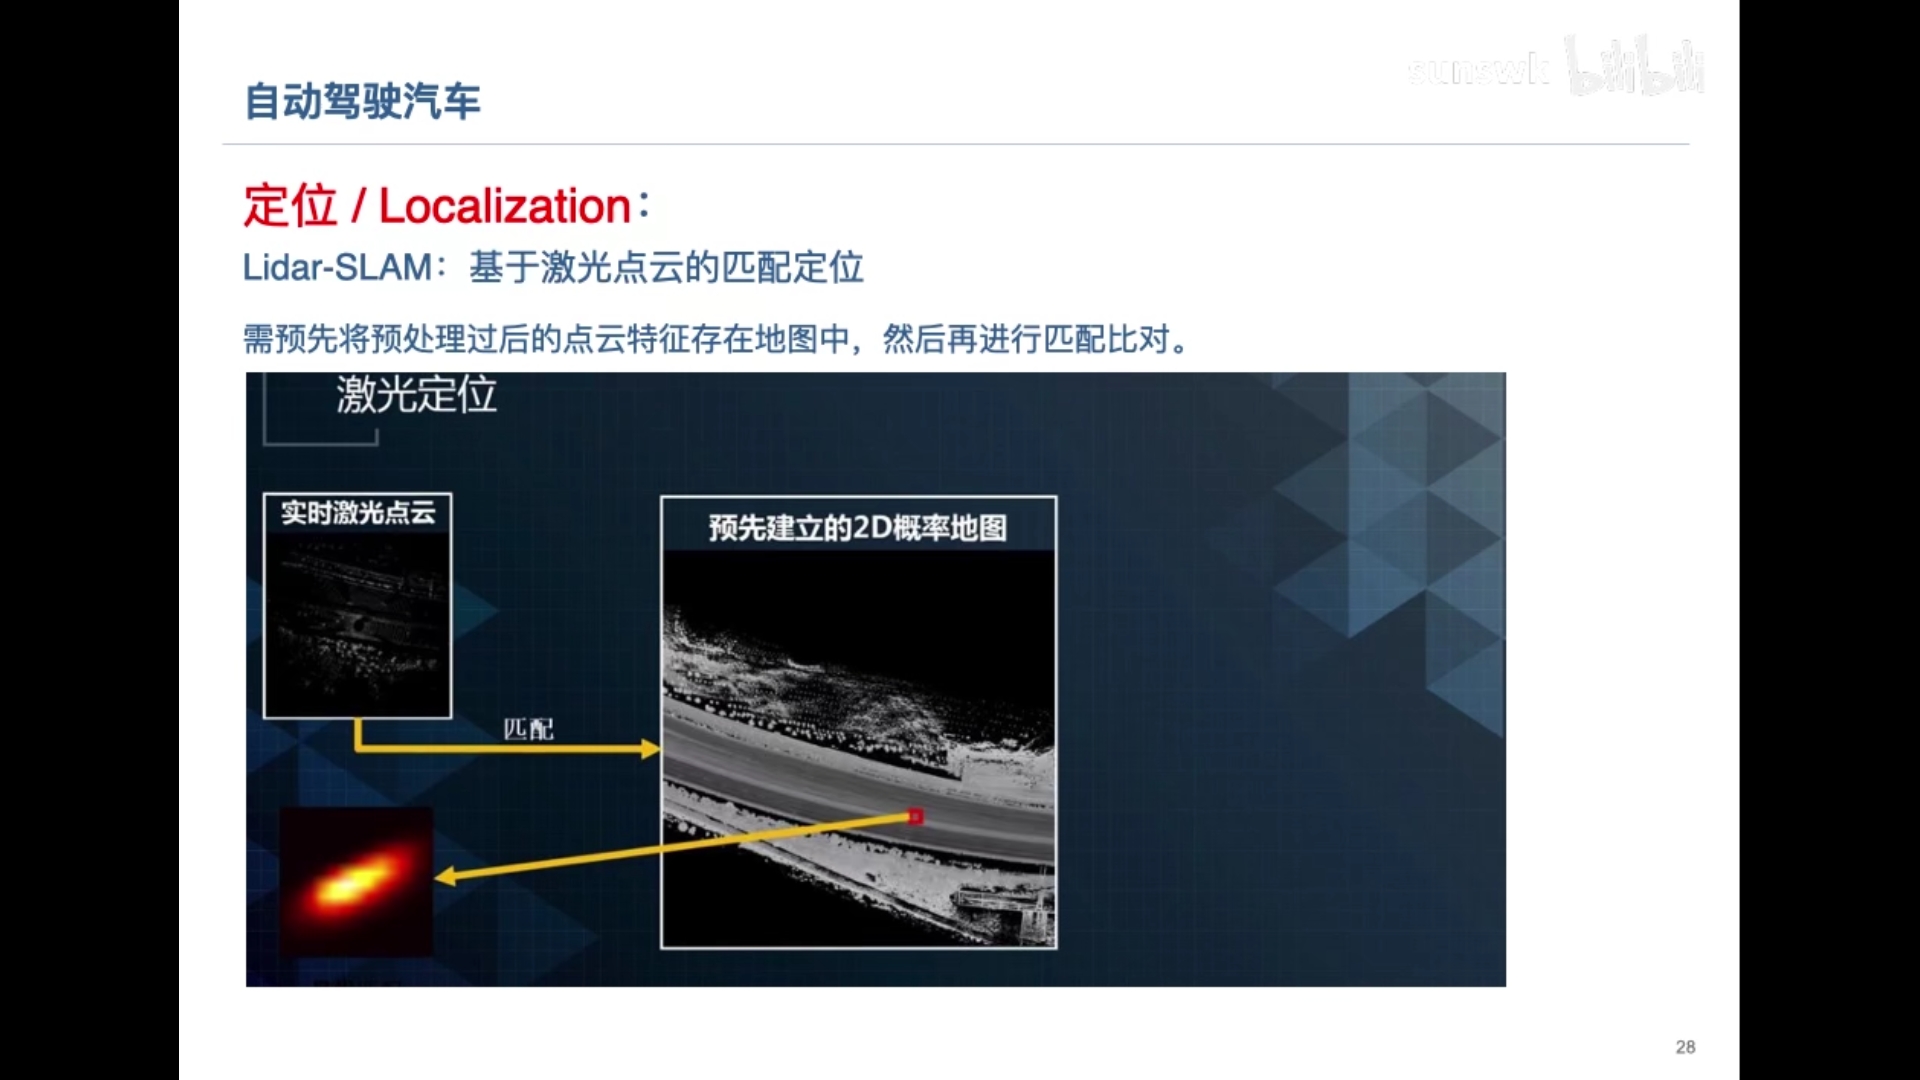 sunswk bilibili
自动驾驶汽车
定位 / Localization：
Lidar-SLAM：基于激光点云的匹配定位
需预先将预处理过后的点云特征存在地图中，然后再进行匹配比对。
激光定位
实时激光点云
预先建立的2D概率地图
匹配
28